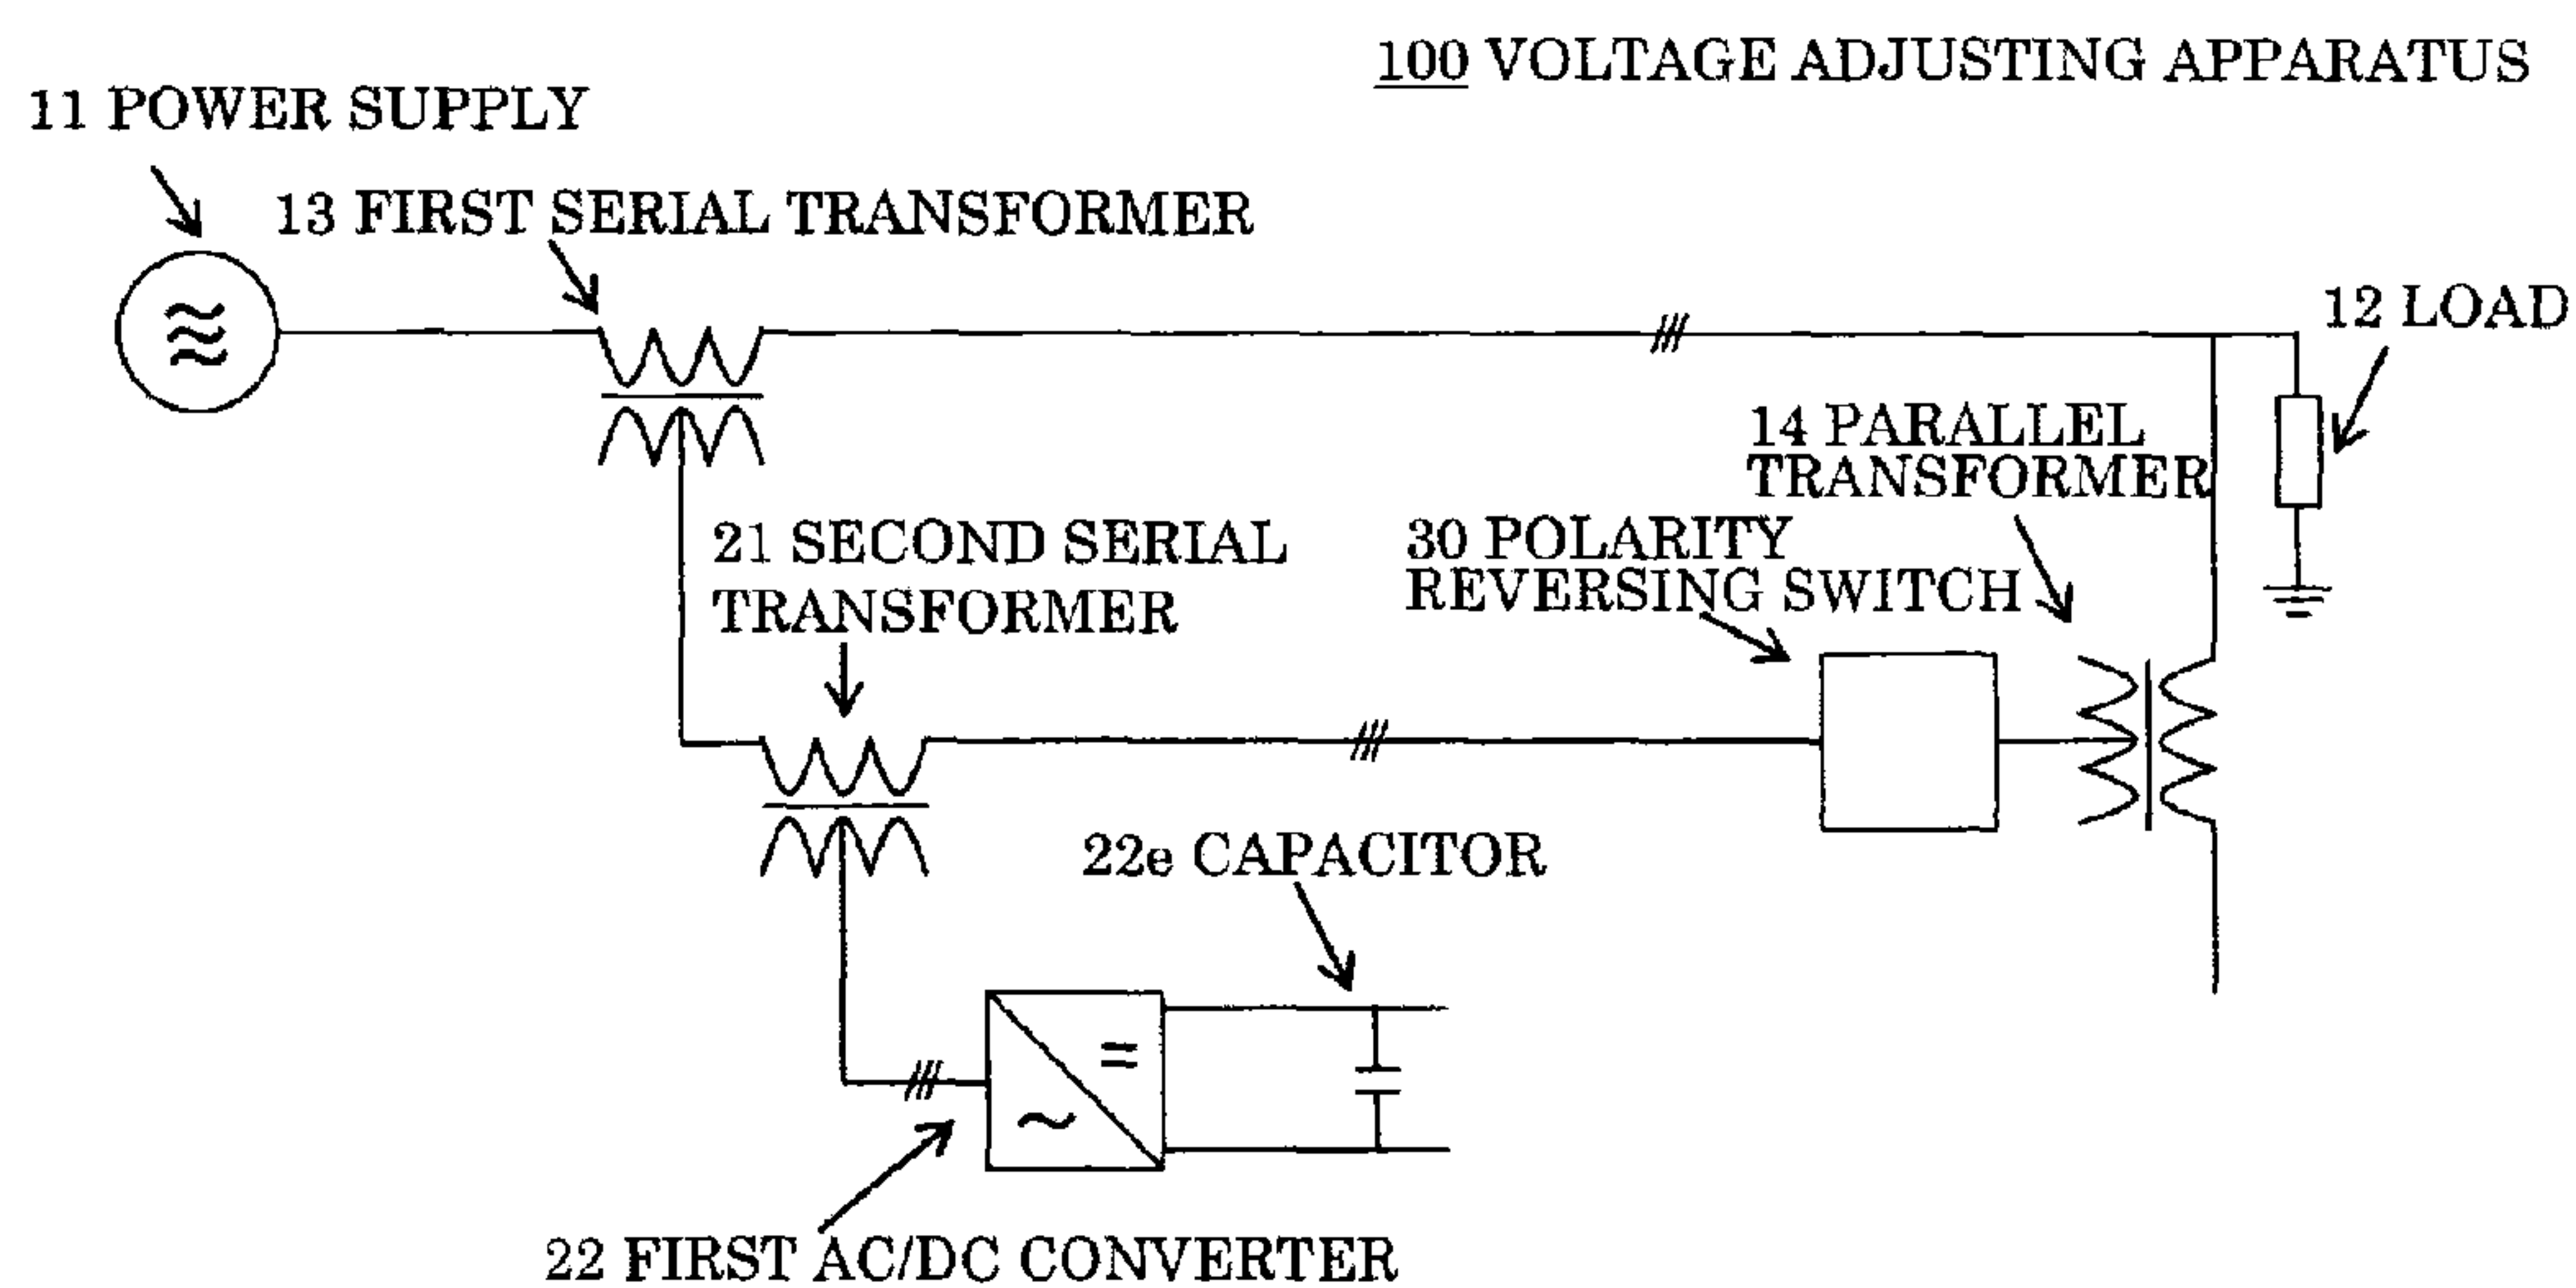 100 VOLTAGE ADJUSTING APPARATUS
11 POWER SUPPLY
13 FIRST SERIAL TRANSFORMER
12 LOAD
14 PARALLEL
TRANSFORMER
21 SECOND SERIAL
TRANSFORMER
30 POLARITY
REVERSING SWITCH
22e CAPACITOR
22 FIRST AC/DC CONVERTER